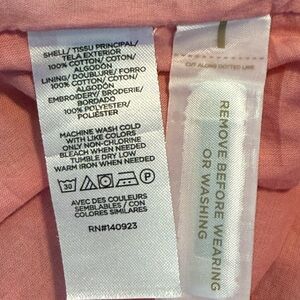 SHELL/ TISSU PRINCIPAL/
TELA EXTERIOR
100% COTTON/ COTON/
ALGODÓN
LINING/ DOUBLURE/ FORRO
100% COTTON/ COTON/
ALGODÓN
EMBROIDERY/ BRODERIE/
BORDADO
100% POLYESTER/
POLIÉSTER
MACHINE WASH COLD
WITH LIKE COLORS
ONLY NON-CHLORINE
BLEACH WHEN NEEDED
TUMBLE DRY LOW
WARM IRON WHEN NEEDED
30
P
AVEC DES COULEURS
SEMBLABLES / CON
COLORES SIMILARES
RN#140923
CUT ALONG DOTTED LINE
REMOVE BEFORE WEARING
OR WASHING